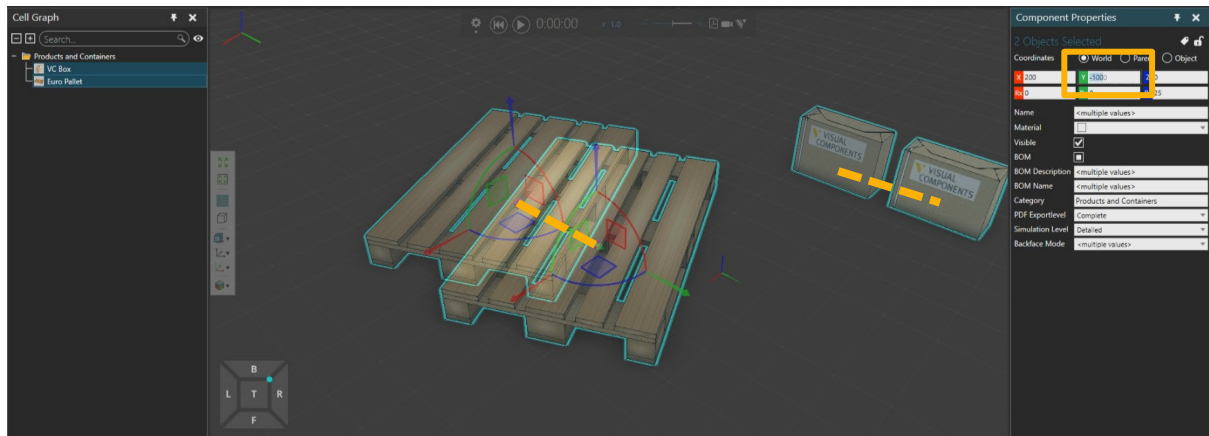 Cell Graph
Search...
Products and Containers
VC Box
Euro Pallet
0:00:00
x 1.0
VISUAL
COMPONENTS
VISUAL
COMPONENTS
B
L T R
F
Component Properties
2 Objects Selected
Coordinates World Object
X 200 Y
Rx 0
Name <multiple values>
Material
Visible
BOM
BOM Description <multiple values>
BOM Name <multiple values>
Category Products and Containers
PDF Exportlevel Complete
Simulation Level Detailed
Backface Mode <multiple values>